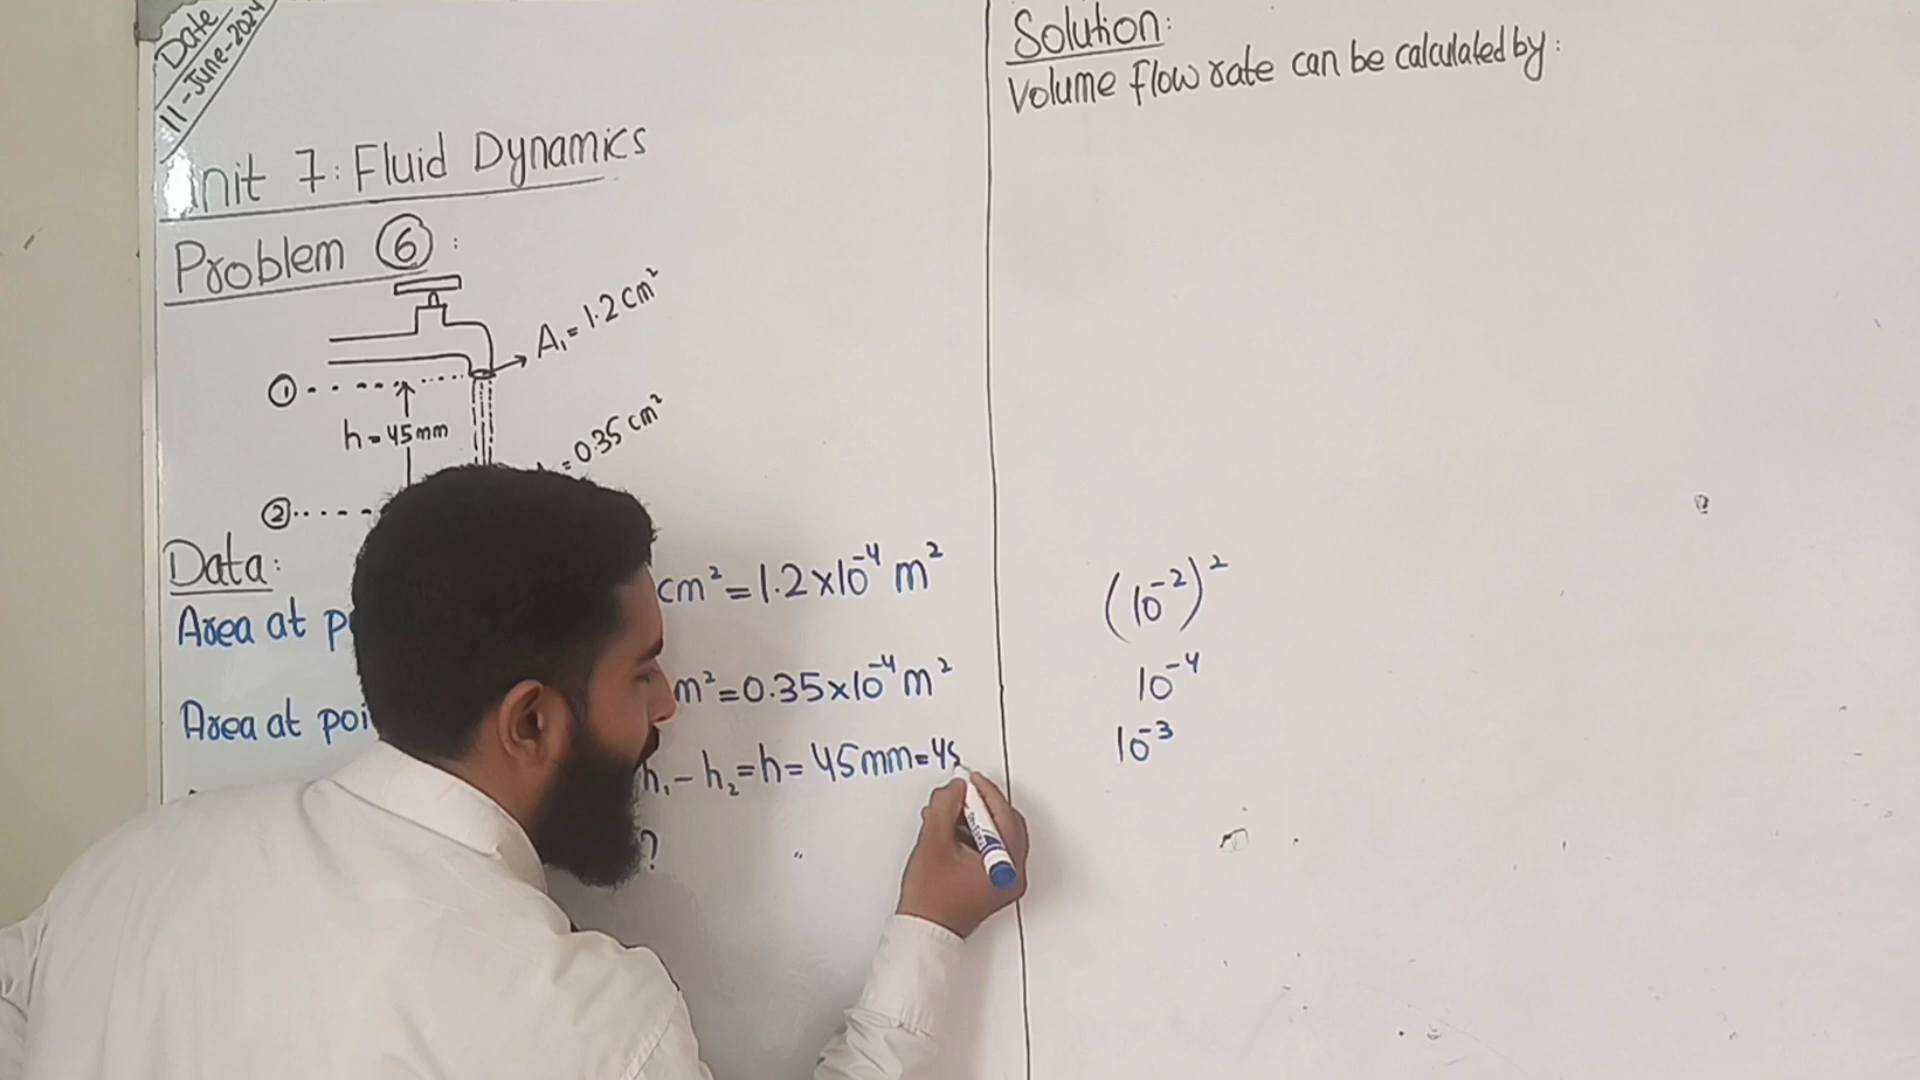 Date
11-June-2024
Unit 7: Fluid Dynamics
Problem 6 :
A₁ = 1.2 cm²
1
h = 45mm
= 0.35 cm²
2
Data:
Area at
cm² = 1.2×10⁻⁴ m²
Area at
m² = 0.35×10⁻⁴ m²
h₁ - h₂ = h = 45mm = 45
?
Solution:
Volume flow rate can be calculated by:
(10⁻²)²
10⁻⁴
10⁻³